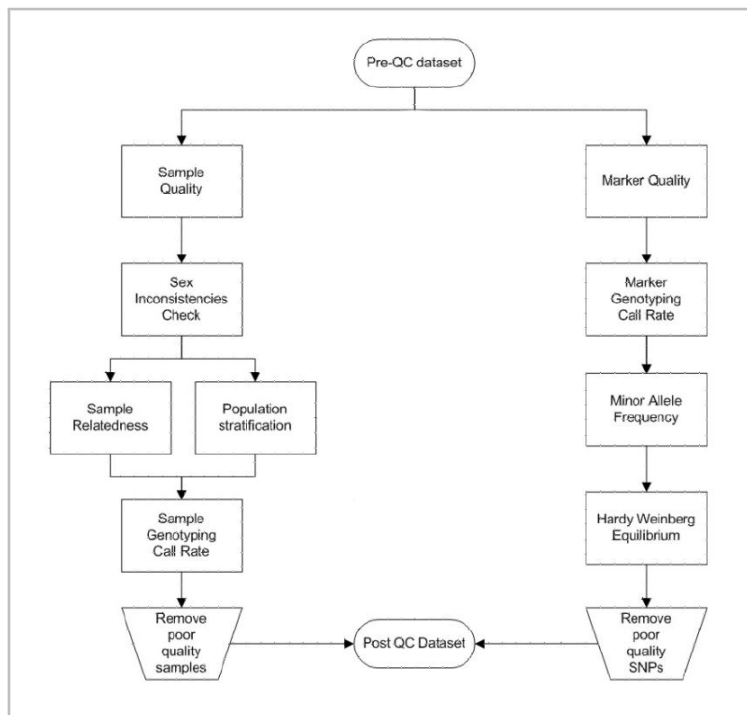 Pre-QC dataset
Sample
Quality
Marker Quality
Sex
Inconsistencies
Check
Marker
Genotyping
Call Rate
Sample
Relatedness
Population
stratification
Minor Allele
Frequency
Sample
Genotyping
Call Rate
Hardy Weinberg
Equilibrium
Remove
poor
quality
samples
Post QC Dataset
Remove
poor
quality
SNPs